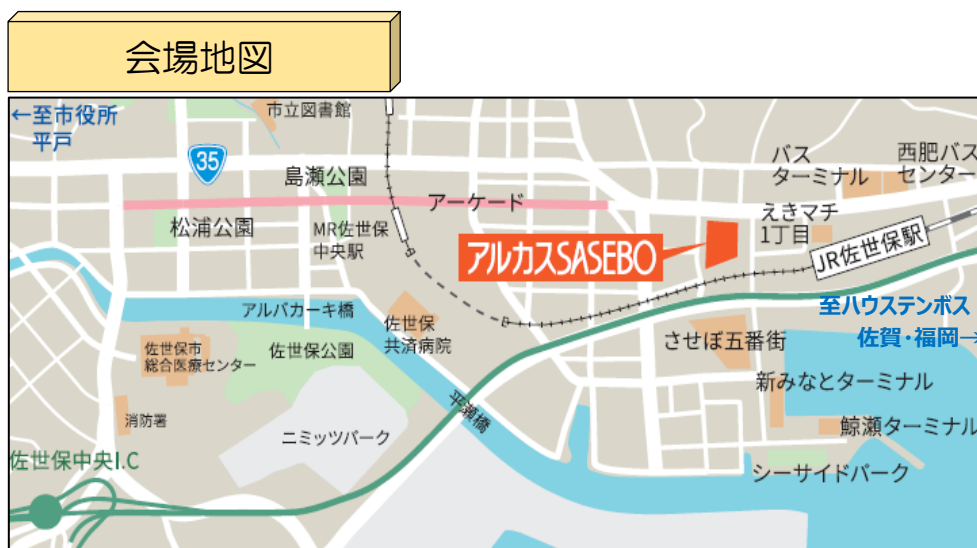 会場地図
←至市役所
平戸
市立図書館
35
島瀬公園
バス
ターミナル
西肥バス
センター
アーケード
松浦公園
MR佐世保
中央駅
えきマチ
1丁目
アルカスSASEBO
JR佐世保駅
至ハウステンボス
佐賀・福岡→
アルバカーキ橋
佐世保
共済病院
佐世保市
総合医療センター
佐世保公園
させぼ五番街
新みなとターミナル
平瀬橋
消防署
ニミッツパーク
鯨瀬ターミナル
佐世保中央I.C
シーサイドパーク